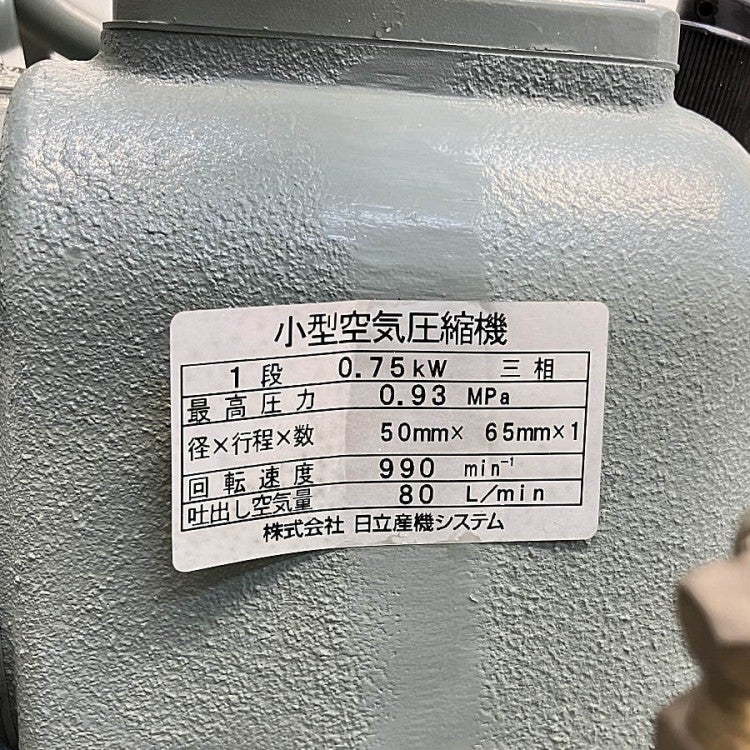 小型空気圧縮機
1段 0.75kW 三相
最高圧力 0.93 MPa
径×行程×数 50mm× 65mm×1
回転速度 990 min⁻¹
吐出し空気量 80 L/min
株式会社 日立産機システム